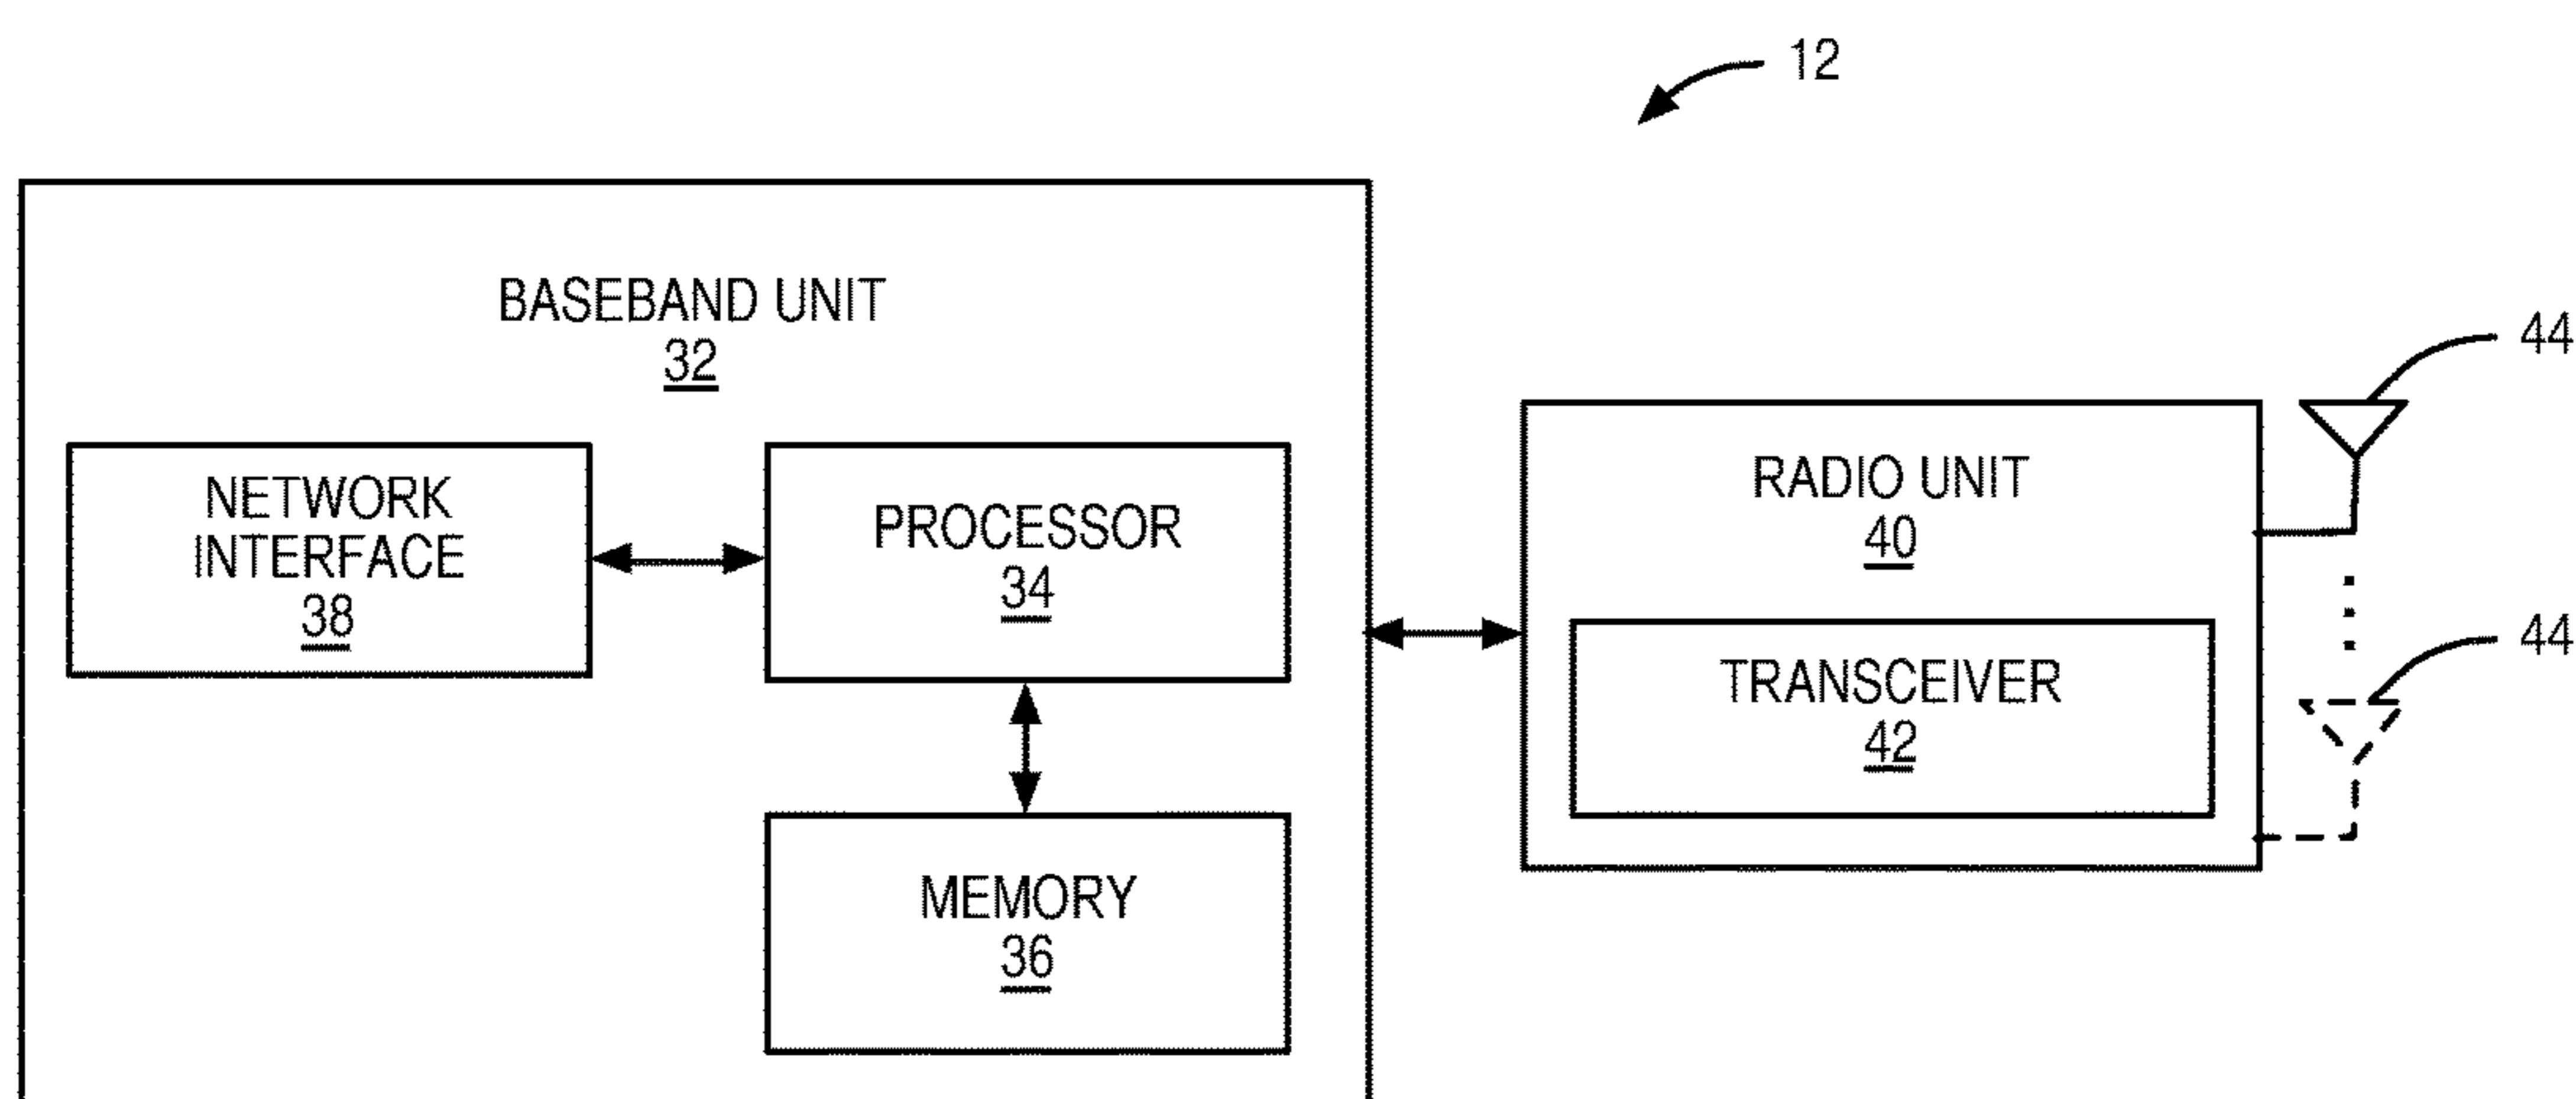 12
BASEBAND UNIT
32
NETWORK
INTERFACE
38
PROCESSOR
34
MEMORY
36
RADIO UNIT
40
TRANSCEIVER
42
44
44